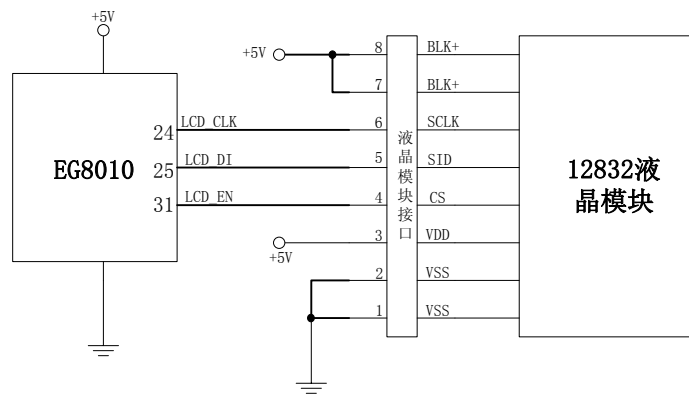 +5V
EG8010
24 LCD_CLK
25 LCD_DI
31 LCD_EN
+5V
+5V
8 BLK+
7 BLK+
6 SCLK
5 SID
4 CS
3 VDD
2 VSS
1 VSS
液晶模块接口
12832液
晶模块